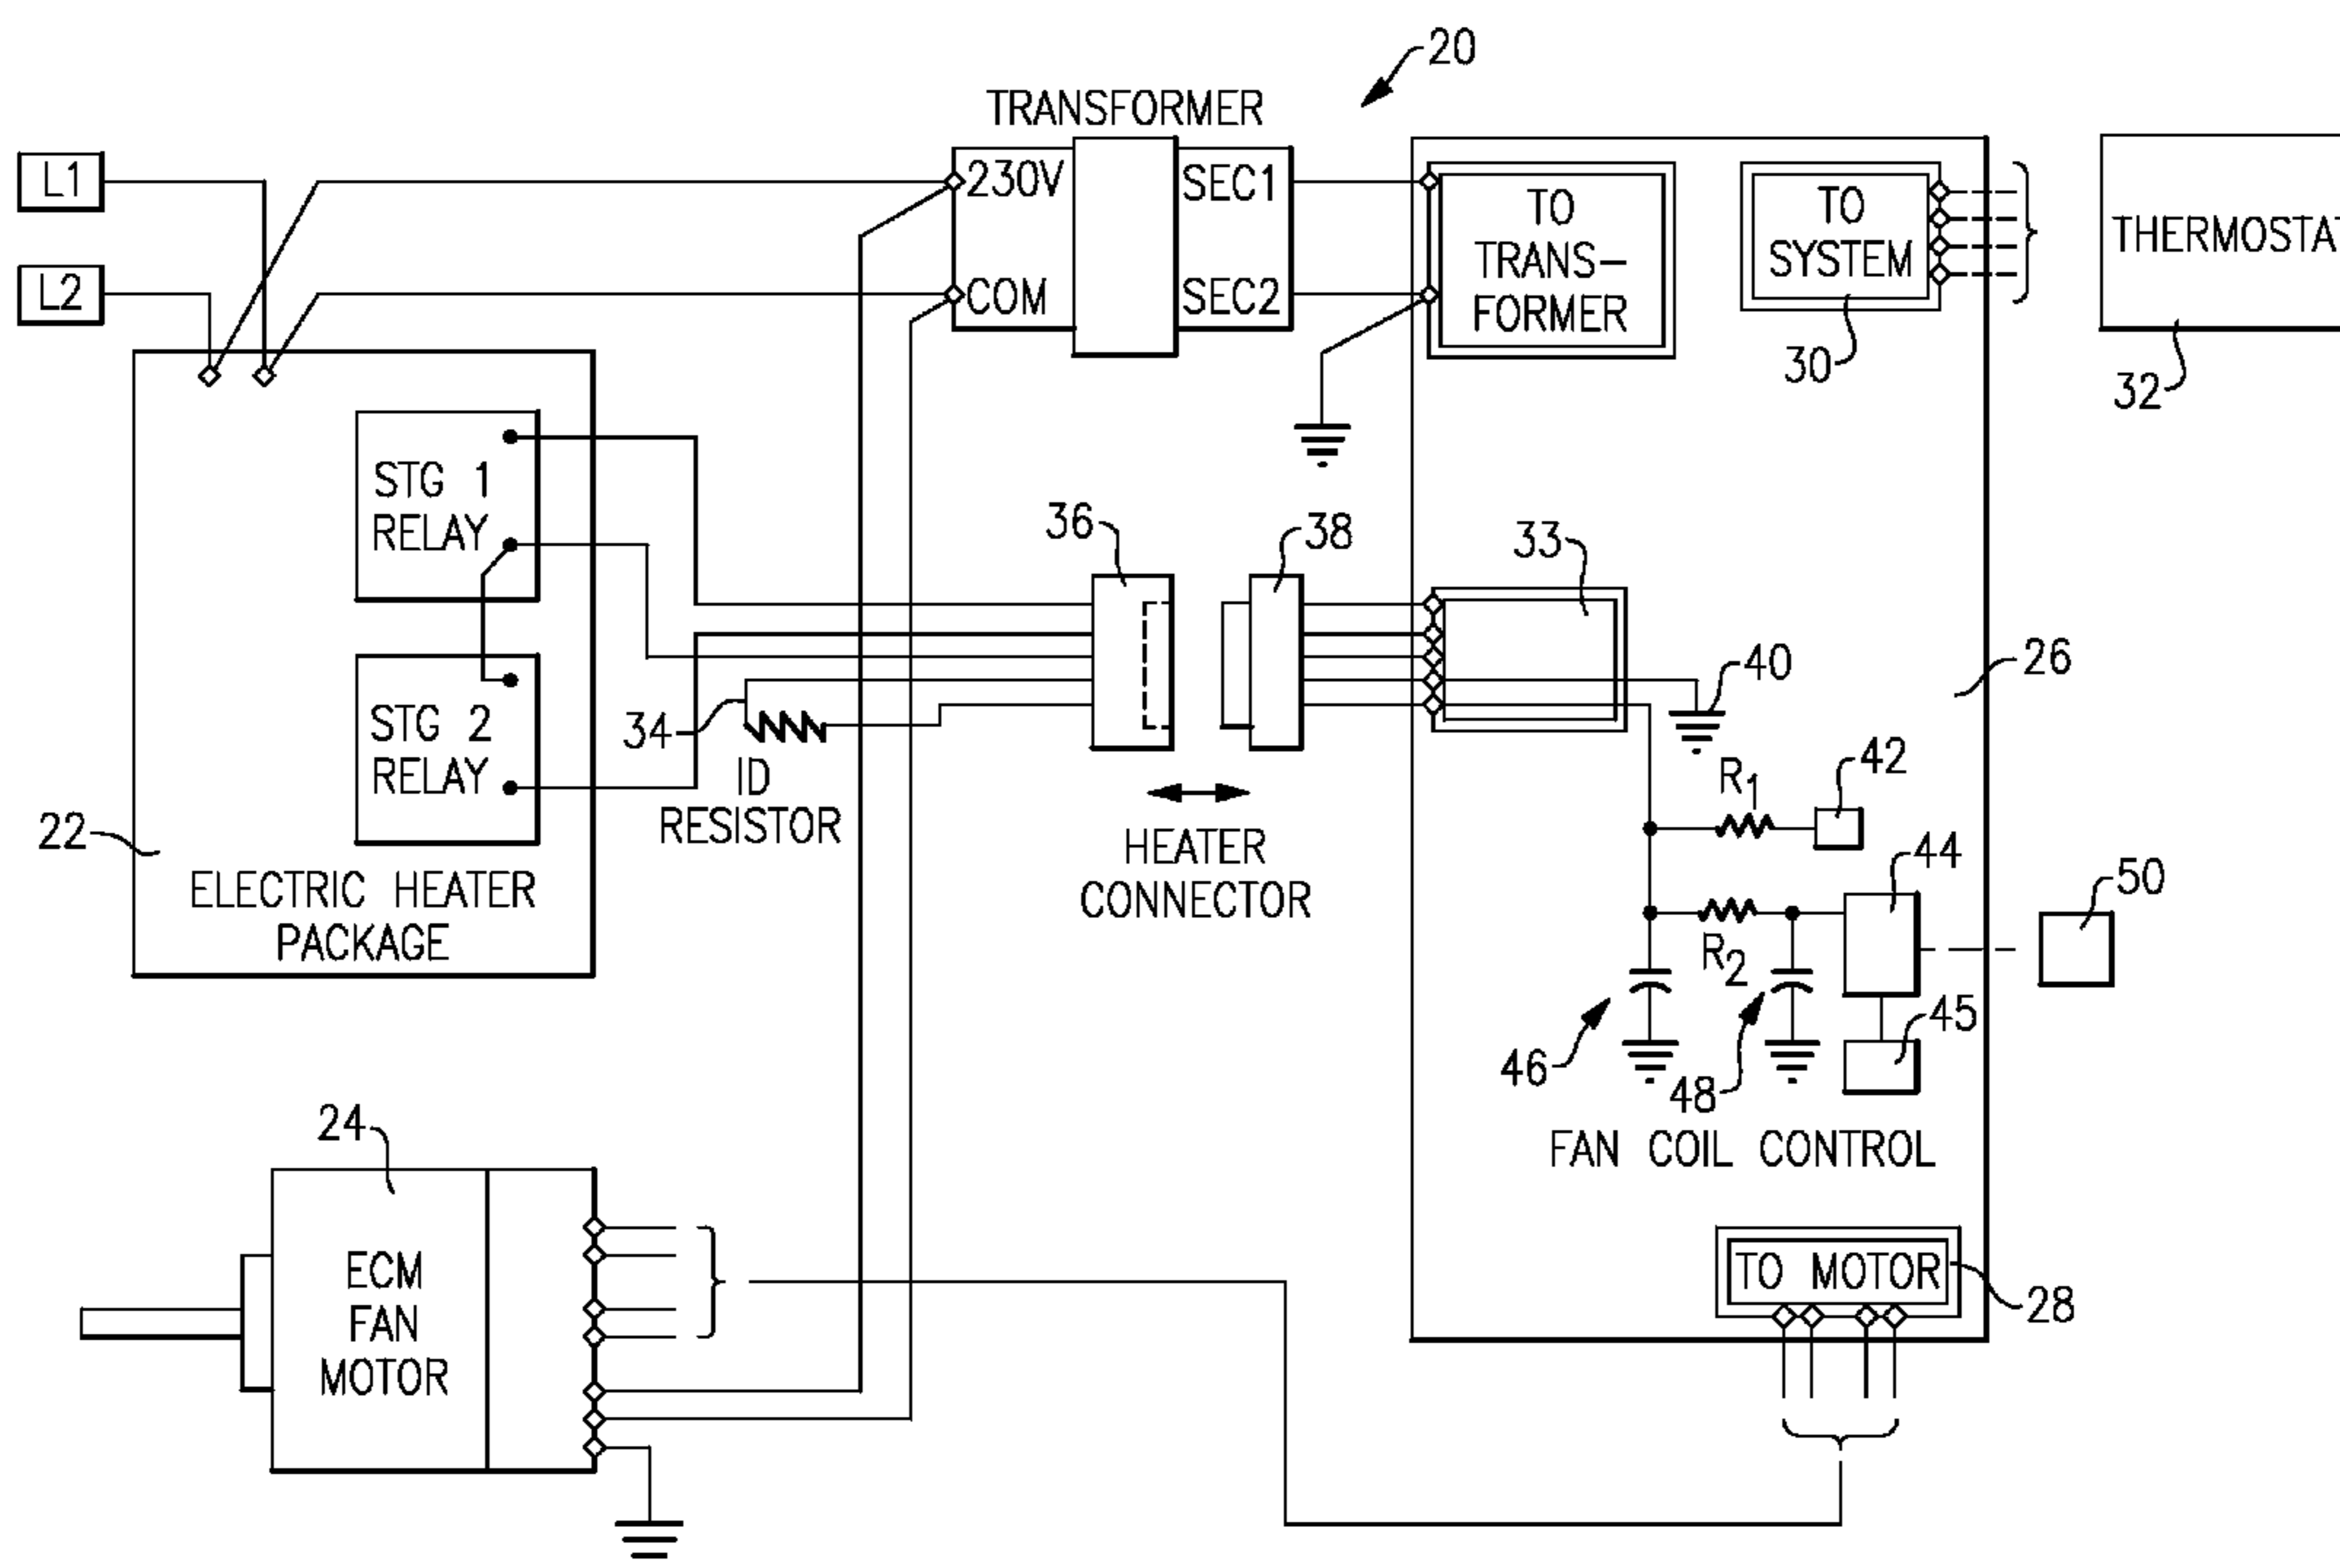 20
TRANSFORMER
L1
230V
SEC1
TO
TRANS-
FORMER
TO
SYSTEM
THERMOSTAT
L2
COM
SEC2
30
32
STG 1
RELAY
36
38
33
26
40
STG 2
RELAY
34
ID
RESISTOR
22
ELECTRIC HEATER
PACKAGE
HEATER
CONNECTOR
R1
42
44
50
R2
45
46
48
FAN COIL CONTROL
24
ECM
FAN
MOTOR
TO MOTOR
28